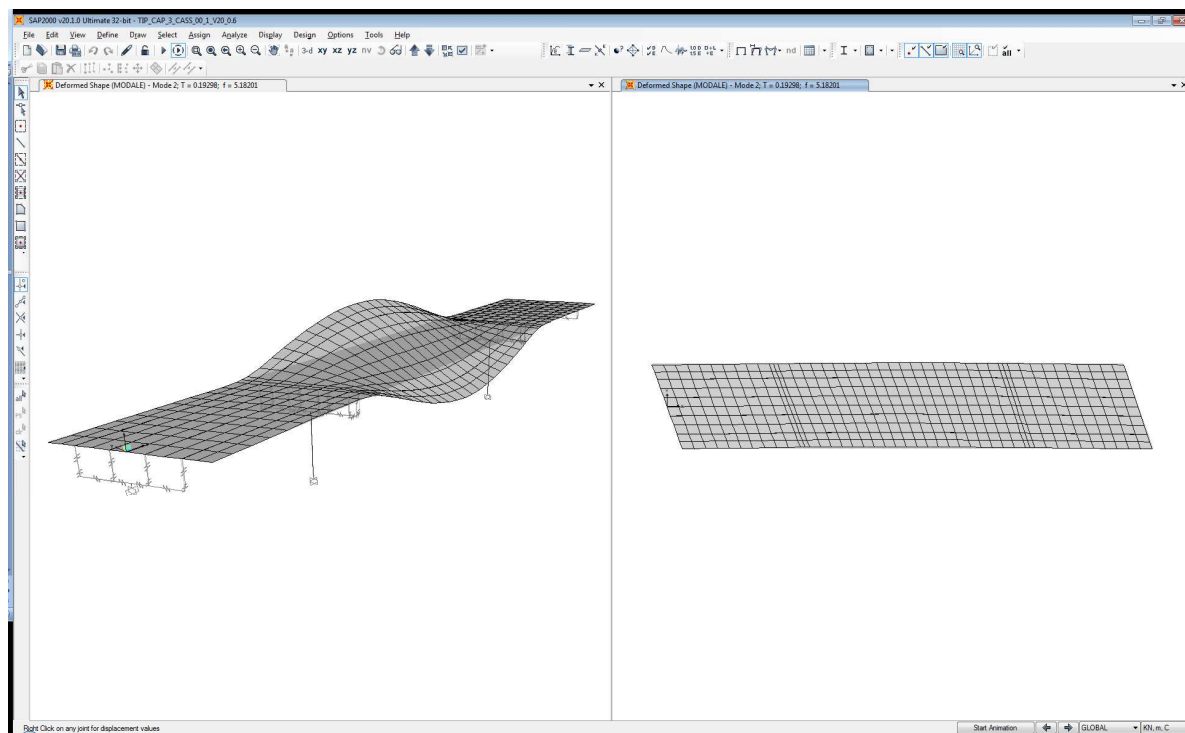 SAP2000 v20.1.0 Ultimate 32-bit - TIP_CAP_3_CASS_00_1_V20_0.6
File Edit View Define Draw Select Assign Analyze Display Design Options Tools Help
3-d xy xz yz nv
nd
all
Deformed Shape (MODALE) - Mode 2; T = 0.19298; f = 5.18201
Deformed Shape (MODALE) - Mode 2; T = 0.19298; f = 5.18201
Right Click on any joint for displacement values
Start Animation
GLOBAL
KN, m, C